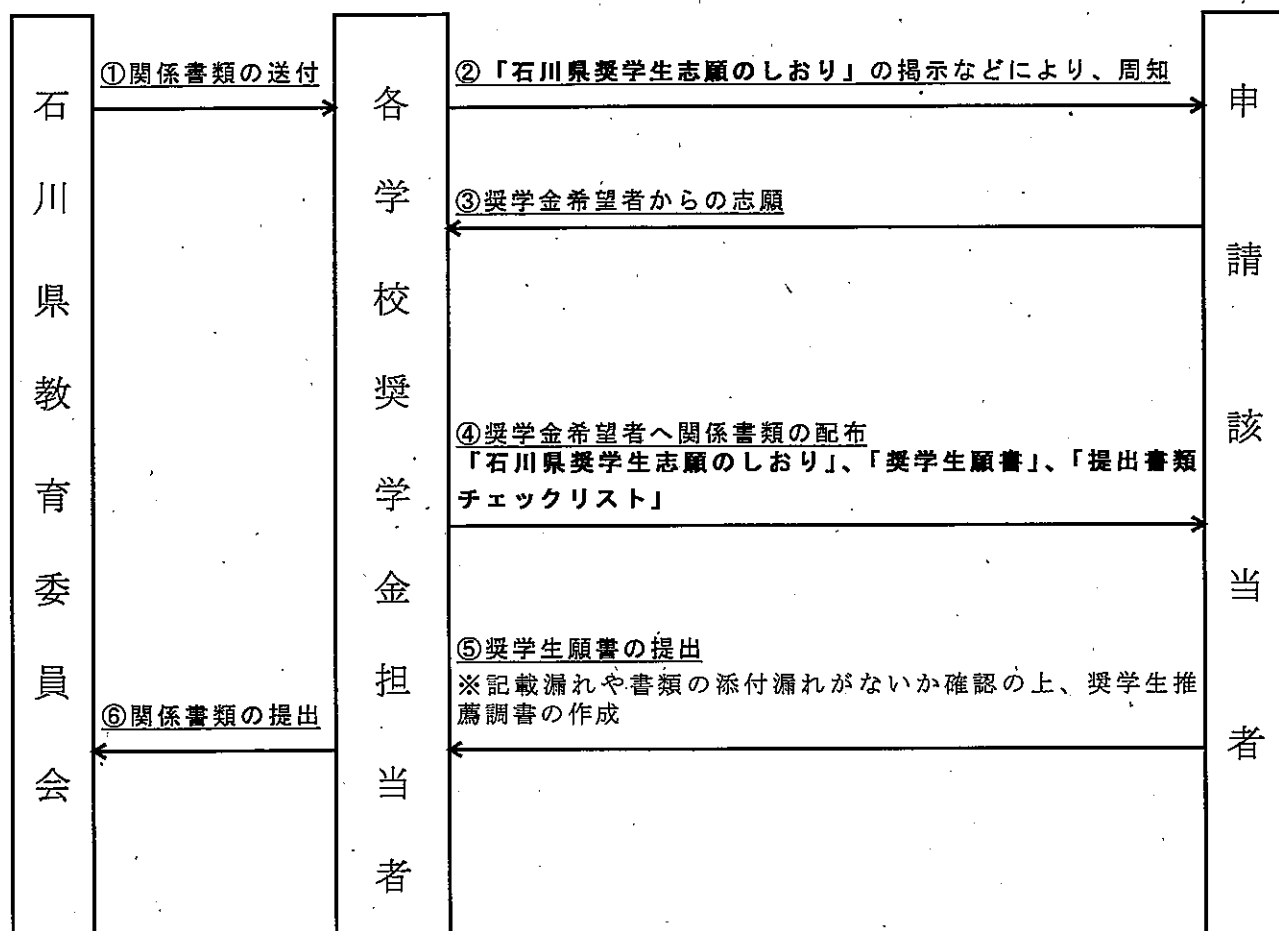 石川県教育委員会
①関係書類の送付
各学校奨学金担当者
②「石川県奨学生志願のしおり」の掲示などにより、周知
申請該当者
③奨学金希望者からの志願
④奨学金希望者へ関係書類の配布
「石川県奨学生志願のしおり」、「奨学生願書」、「提出書類
チェックリスト」
⑤奨学生願書の提出
※記載漏れや書類の添付漏れがないか確認の上、奨学生推
薦調書の作成
⑥関係書類の提出